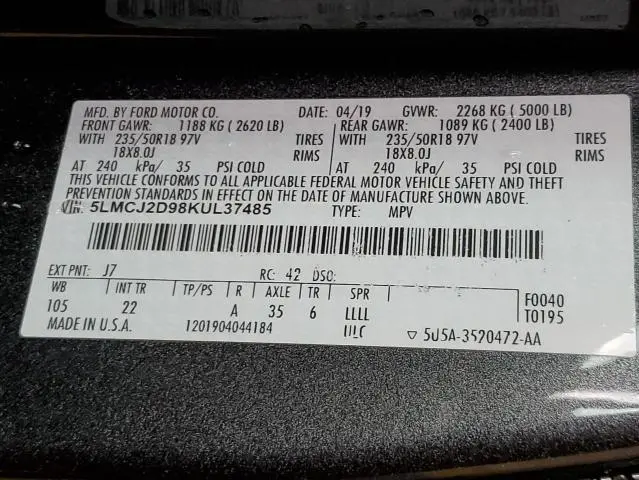 MFD. BY FORD MOTOR CO. DATE: 04/19 GVWR: 2268 KG ( 5000 LB)
FRONT GAWR: 1188 KG ( 2620 LB) REAR GAWR: 1089 KG ( 2400 LB)
WITH 235/50R18 97V TIRES WITH 235/50R18 97V TIRES
18X8.0J RIMS 18X8.0J RIMS
AT 240 kPa/ 35 PSI COLD AT 240 kPa/ 35 PSI COLD
THIS VEHICLE CONFORMS TO ALL APPLICABLE FEDERAL MOTOR VEHICLE SAFETY AND THEFT
PREVENTION STANDARDS IN EFFECT ON THE DATE OF MANUFACTURE SHOWN ABOVE.
VIN: 5LMCJ2D98KUL37485 TYPE: MPV
EXT PNT: J7 RC: 42 DSO:
WB INT TR TP/PS R AXLE TR SPR F0040
105 22 A 35 6 LLLL T0195
MADE IN U.S.A. 1201904044184 ▽ 5U5A-3520472-AA